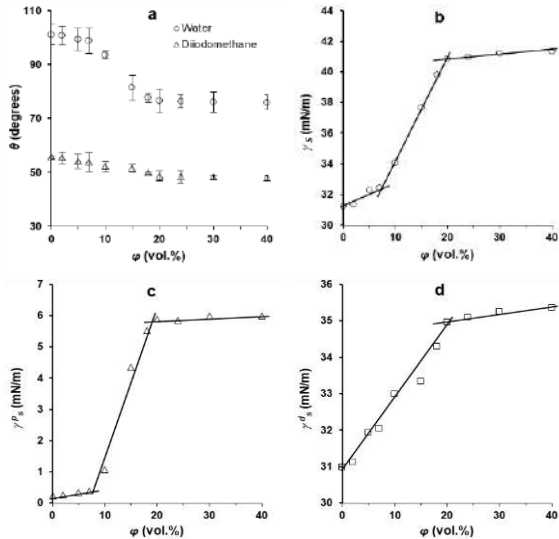 a
Water
Diiodomethane
110
90
70
50
30
θ (degrees)
0 10 20 30 40
φ (vol.%)
b
44
42
40
38
36
34
32
30
γ s (mN/m)
0 10 20 30 40
φ (vol.%)
c
7
6
5
4
3
2
1
0
γ p s (mN/m)
0 10 20 30 40
φ (vol.%)
d
37
36
35
34
33
32
31
30
γ d s (mN/m)
0 10 20 30 40
φ (vol.%)